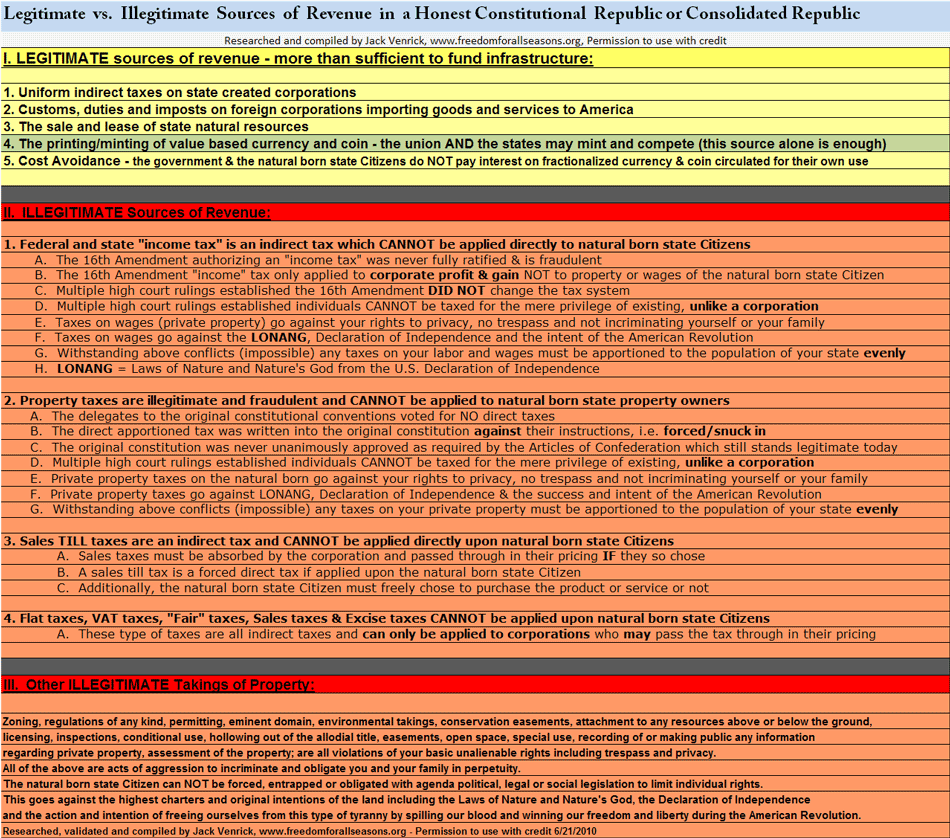 Legitimate vs. Illegitimate Sources of Revenue in a Honest Constitutional Republic or Consolidated Republic
Researched and compiled by Jack Venrick, www.freedomforallseasons.org, Permission to use with credit
I. LEGITIMATE sources of revenue - more than sufficient to fund infrastructure:
1. Uniform indirect taxes on state created corporations
2. Customs, duties and imposts on foreign corporations importing goods and services to America
3. The sale and lease of state natural resources
4. The printing/minting of value based currency and coin - the union AND the states may mint and compete (this source alone is enough)
5. Cost Avoidance - the government & the natural born state Citizens do NOT pay interest on fractionalized currency & coin circulated for their own use
II. ILLEGITIMATE Sources of Revenue:
1. Federal and state "income tax" is an indirect tax which CANNOT be applied directly to natural born state Citizens
A. The 16th Amendment authorizing an "income tax" was never fully ratified & is fraudulent
B. The 16th Amendment "income" tax only applied to corporate profit & gain NOT to property or wages of the natural born state Citizen
C. Multiple high court rulings established the 16th Amendment DID NOT change the tax system
D. Multiple high court rulings established individuals CANNOT be taxed for the mere privilege of existing, unlike a corporation
E. Taxes on wages (private property) go against your rights to privacy, no trespass and not incriminating yourself or your family
F. Taxes on wages go against the LONANG, Declaration of Independence and the intent of the American Revolution
G. Withstanding above conflicts (impossible) any taxes on your labor and wages must be apportioned to the population of your state evenly
H. LONANG = Laws of Nature and Nature's God from the U.S. Declaration of Independence
2. Property taxes are illegitimate and fraudulent and CANNOT be applied to natural born state property owners
A. The delegates to the original constitutional conventions voted for NO direct taxes
B. The direct apportioned tax was written into the original constitution against their instructions, i.e. forced/snuck in
C. The original constitution was never unanimously approved as required by the Articles of Confederation which still stands legitimate today
D. Multiple high court rulings established individuals CANNOT be taxed for the mere privilege of existing, unlike a corporation
E. Private property taxes on the natural born go against your rights to privacy, no trespass and not incriminating yourself or your family
F. Private property taxes go against LONANG, Declaration of Independence & the success and intent of the American Revolution
G. Withstanding above conflicts (impossible) any taxes on your private property must be apportioned to the population of your state evenly
3. Sales TILL taxes are an indirect tax and CANNOT be applied directly upon natural born state Citizens
A. Sales taxes must be absorbed by the corporation and passed through in their pricing IF they so chose
B. A sales till tax is a forced direct tax if applied upon the natural born state Citizen
C. Additionally, the natural born state Citizen must freely chose to purchase the product or service or not
4. Flat taxes, VAT taxes, "Fair" taxes, Sales taxes & Excise taxes CANNOT be applied upon natural born state Citizens
A. These type of taxes are all indirect taxes and can only be applied to corporations who may pass the tax through in their pricing
III. Other ILLEGITIMATE Takings of Property:
Zoning, regulations of any kind, permitting, eminent domain, environmental takings, conservation easements, attachment to any resources above or below the ground,
licensing, inspections, conditional use, hollowing out of the allodial title, easements, open space, special use, recording of or making public any information
regarding private property, assessment of the property; are all violations of your basic unalienable rights including trespass and privacy.
All of the above are acts of aggression to incriminate and obligate you and your family in perpetuity.
The natural born state Citizen can NOT be forced, entrapped or obligated with agenda political, legal or social legislation to limit individual rights.
This goes against the highest charters and original intentions of the land including the Laws of Nature and Nature's God, the Declaration of Independence
and the action and intention of freeing ourselves from this type of tyranny by spilling our blood and winning our freedom and liberty during the American Revolution.
Researched, validated and compiled by Jack Venrick, www.freedomforallseasons.org - Permission to use with credit 6/21/2010